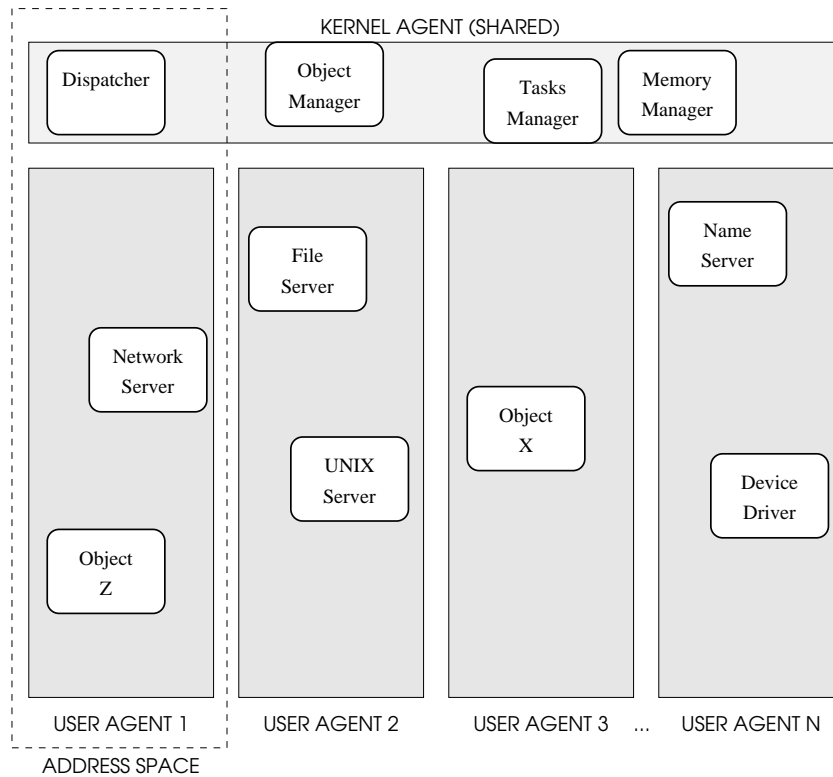 KERNEL AGENT (SHARED)
Dispatcher
Object
Manager
Tasks
Manager
Memory
Manager
Network
Server
Object
Z
File
Server
UNIX
Server
Object
X
Name
Server
Device
Driver
USER AGENT 1
USER AGENT 2
USER AGENT 3
...
USER AGENT N
ADDRESS SPACE